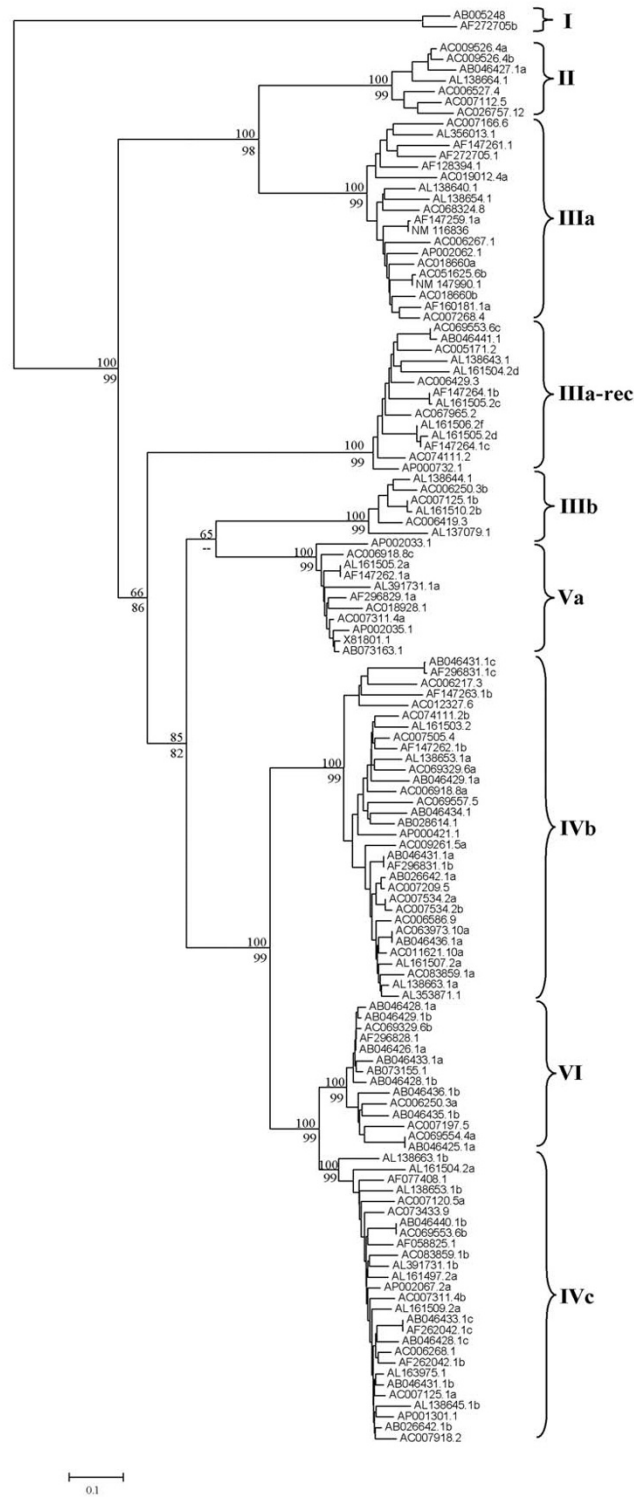 AB005248
AF272705b
I
AC009526.4a
AC009526.4b
AB046427.1a
AL138664.1
AC006527.4
AC007112.5
AC026757.12
II
100
99
AC007166.6
AL356013.1
AF147261.1
AF272705.1
AF128394.1
AC019012.4a
AL138640.1
AL138654.1
AC068324.8
AF147259.1a
NM 116836
AC006267.1
AP002062.1
AC018660a
AC051625.6b
NM 147990.1
AC018660b
AF160181.1a
AC007268.4
IIIa
100
98
100
99
AC069553.6c
AB046441.1
AC005171.2
AL138643.1
AL161504.2d
AC006429.3
AF147264.1b
AL161505.2c
AC067965.2
AL161506.2f
AL161505.2d
AF147264.1c
AC074111.2
AP000732.1
IIIa-rec
100
99
100
99
AL138644.1
AC006250.3b
AC007125.1b
AL161510.2b
AC006419.3
AL137079.1
IIIb
100
99
65
--
AP002033.1
AC006918.8c
AL161505.2a
AF147262.1a
AL391731.1a
AF296829.1a
AC018928.1
AC007311.4a
AP002035.1
X81801.1
AB073163.1
Va
100
99
66
86
AB046431.1c
AF296831.1c
AC006217.3
AF147263.1b
AC012327.6
AC074111.2b
AL161503.2
AC007505.4
AF147262.1b
AL138653.1a
AC069329.6a
AB046429.1a
AC006918.8a
AC069557.5
AB046434.1
AB028614.1
AP000421.1
AC009261.5a
AB046431.1a
AF296831.1b
AB026642.1a
AC007209.5
AC007534.2a
AC007534.2b
AC006586.9
AC063973.10a
AB046436.1a
AC011621.10a
AL161507.2a
AC083859.1a
AL138663.1a
AL353871.1
IVb
85
82
100
99
100
99
AB046428.1a
AB046429.1b
AC069329.6b
AF296828.1
AB046426.1a
AB046433.1a
AB073155.1
AB046428.1b
AB046436.1b
AC006250.3a
AB046435.1b
AC007197.5
AC069554.4a
AB046425.1a
VI
100
99
100
99
AL138663.1b
AL161504.2a
AF077408.1
AL138653.1b
AC007120.5a
AC073433.9
AB046440.1b
AC069553.6b
AF058825.1
AC083859.1b
AL391731.1b
AL161497.2a
AP002067.2a
AC007311.4b
AL161509.2a
AB046433.1c
AF262042.1c
AB046428.1c
AC006268.1
AF262042.1b
AL163975.1
AB046431.1b
AC007125.1a
AL138645.1b
AP001301.1
AB026642.1b
AC007918.2
IVc
100
99
0.1